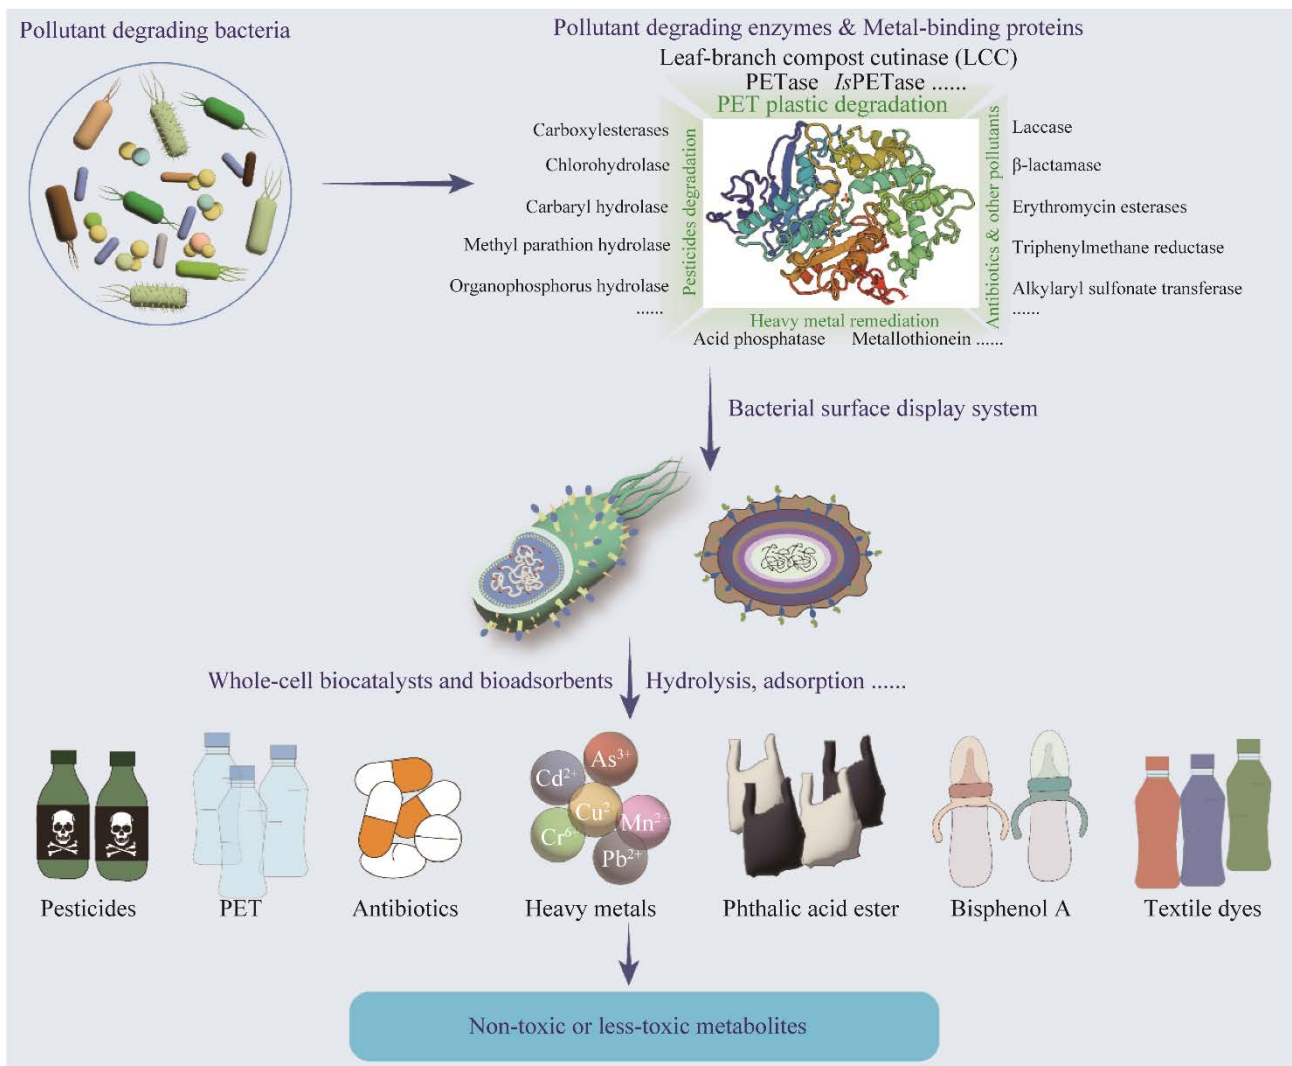 Pollutant degrading bacteria
Pollutant degrading enzymes & Metal-binding proteins
Leaf-branch compost cutinase (LCC)
PETase IsPETase ......
PET plastic degradation
Carboxylesterases
Chlorohydrolase
Carbaryl hydrolase
Methyl parathion hydrolase
Organophosphorus hydrolase
......
Pesticides degradation
Antibiotics & other pollutants
Laccase
β-lactamase
Erythromycin esterases
Triphenylmethane reductase
Alkylaryl sulfonate transferase
......
Heavy metal remediation
Acid phosphatase Metallothionein ......
Bacterial surface display system
Whole-cell biocatalysts and bioadsorbents
Hydrolysis, adsorption ......
As³⁺
Cd²⁺
Cu²
Mn²⁺
Cr⁶⁺
Pb²⁺
Pesticides
PET
Antibiotics
Heavy metals
Phthalic acid ester
Bisphenol A
Textile dyes
Non-toxic or less-toxic metabolites